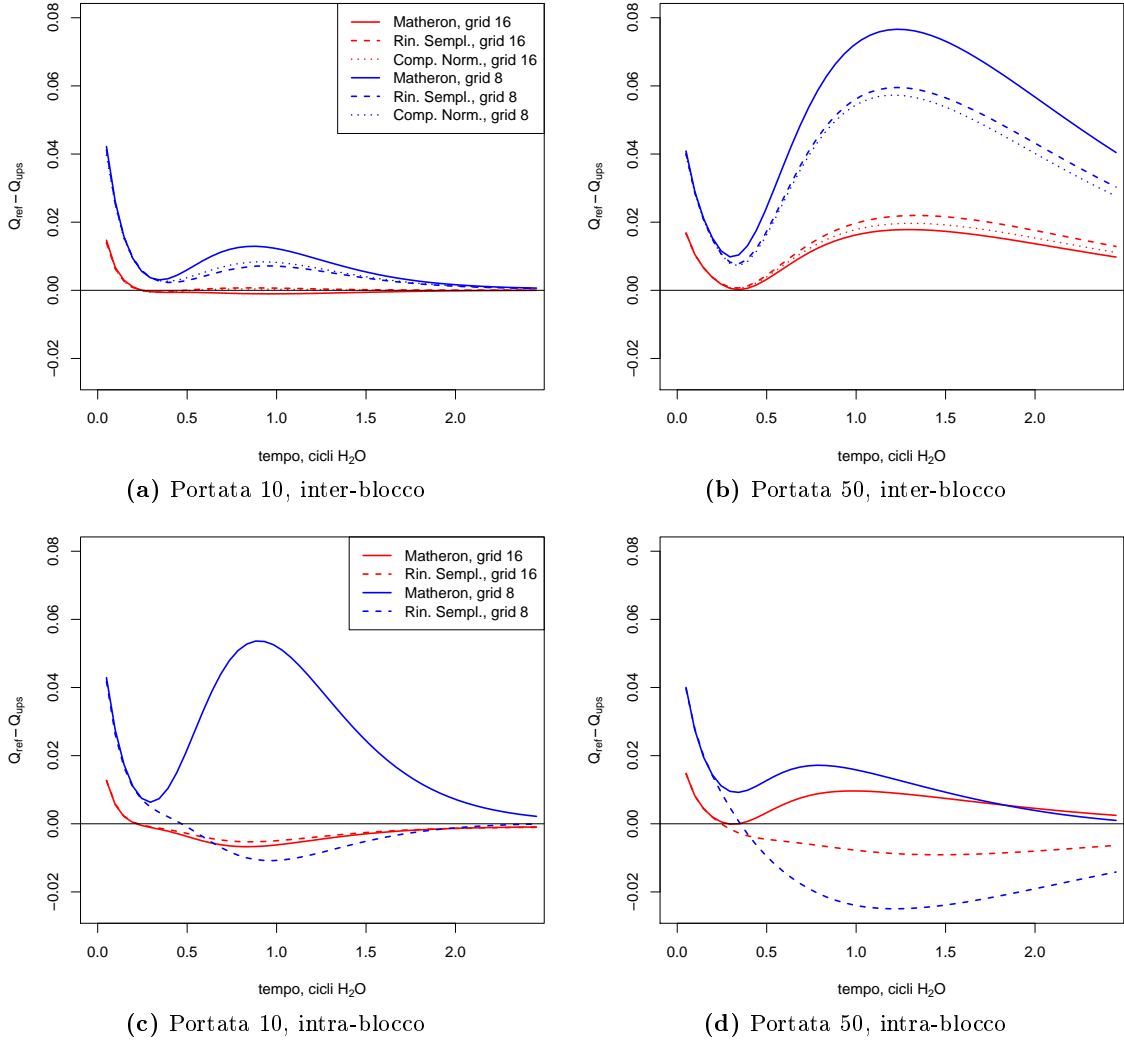 0.08
0.06
0.04
0.02
0.00
−0.02
Q_ref − Q_ups
Matheron, grid 16
Rin. Sempl., grid 16
Comp. Norm., grid 16
Matheron, grid 8
Rin. Sempl., grid 8
Comp. Norm., grid 8
0.0 0.5 1.0 1.5 2.0
tempo, cicli H₂O
(a) Portata 10, inter-blocco
0.08
0.06
0.04
0.02
0.00
−0.02
Q_ref − Q_ups
0.0 0.5 1.0 1.5 2.0
tempo, cicli H₂O
(b) Portata 50, inter-blocco
0.08
0.06
0.04
0.02
0.00
−0.02
Q_ref − Q_ups
Matheron, grid 16
Rin. Sempl., grid 16
Matheron, grid 8
Rin. Sempl., grid 8
0.0 0.5 1.0 1.5 2.0
tempo, cicli H₂O
(c) Portata 10, intra-blocco
0.08
0.06
0.04
0.02
0.00
−0.02
Q_ref − Q_ups
0.0 0.5 1.0 1.5 2.0
tempo, cicli H₂O
(d) Portata 50, intra-blocco